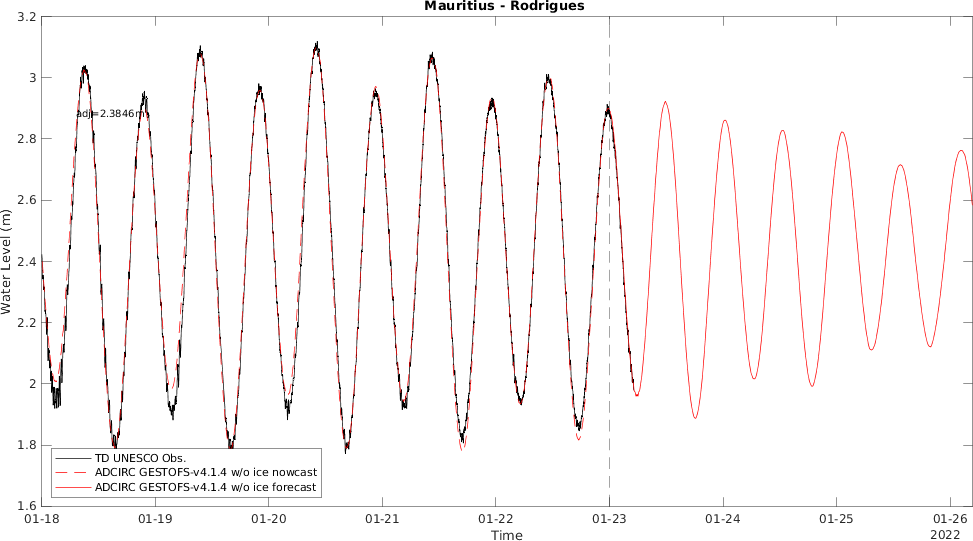 Mauritius - Rodrigues
3.2
3
2.8
2.6
2.4
2.2
2
1.8
1.6
Water Level (m)
adj=2.3846m
TD UNESCO Obs.
ADCIRC GESTOFS-v4.1.4 w/o ice nowcast
ADCIRC GESTOFS-v4.1.4 w/o ice forecast
01-18 01-19 01-20 01-21 01-22 01-23 01-24 01-25 01-26
Time
2022